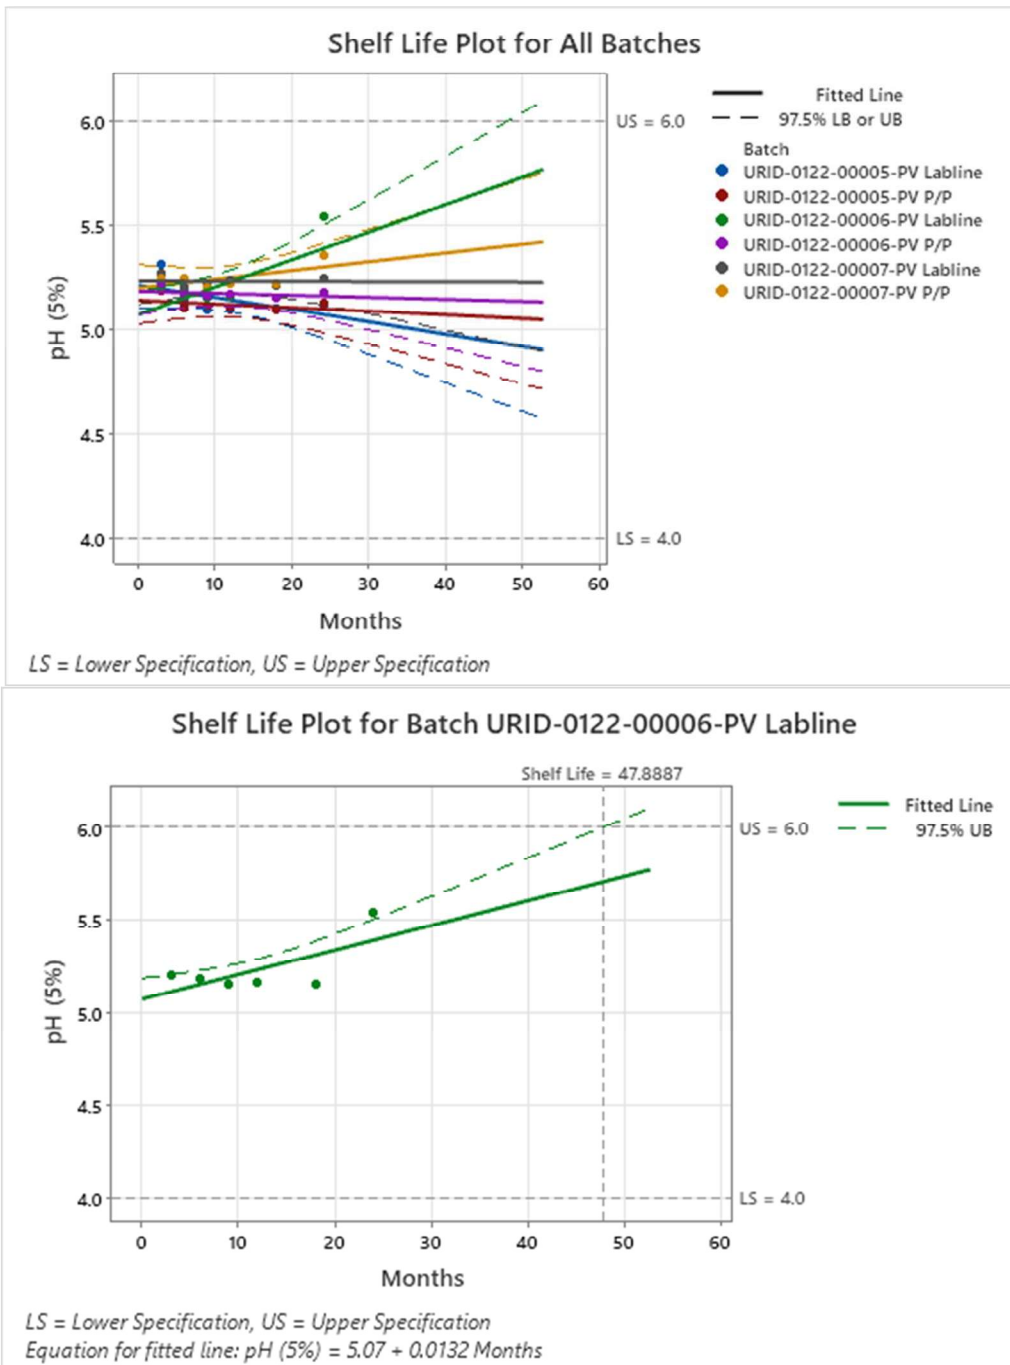 Shelf Life Plot for All Batches
Fitted Line
97.5% LB or UB
Batch
URID-0122-00005-PV Labline
URID-0122-00005-PV P/P
URID-0122-00006-PV Labline
URID-0122-00006-PV P/P
URID-0122-00007-PV Labline
URID-0122-00007-PV P/P
6.0
US = 6.0
5.5
5.0
4.5
4.0
LS = 4.0
pH (5%)
0 10 20 30 40 50 60
Months
LS = Lower Specification, US = Upper Specification
Shelf Life Plot for Batch URID-0122-00006-PV Labline
Shelf Life = 47.8887
Fitted Line
97.5% UB
6.0
US = 6.0
5.5
5.0
4.5
4.0
LS = 4.0
pH (5%)
0 10 20 30 40 50 60
Months
LS = Lower Specification, US = Upper Specification
Equation for fitted line: pH (5%) = 5.07 + 0.0132 Months